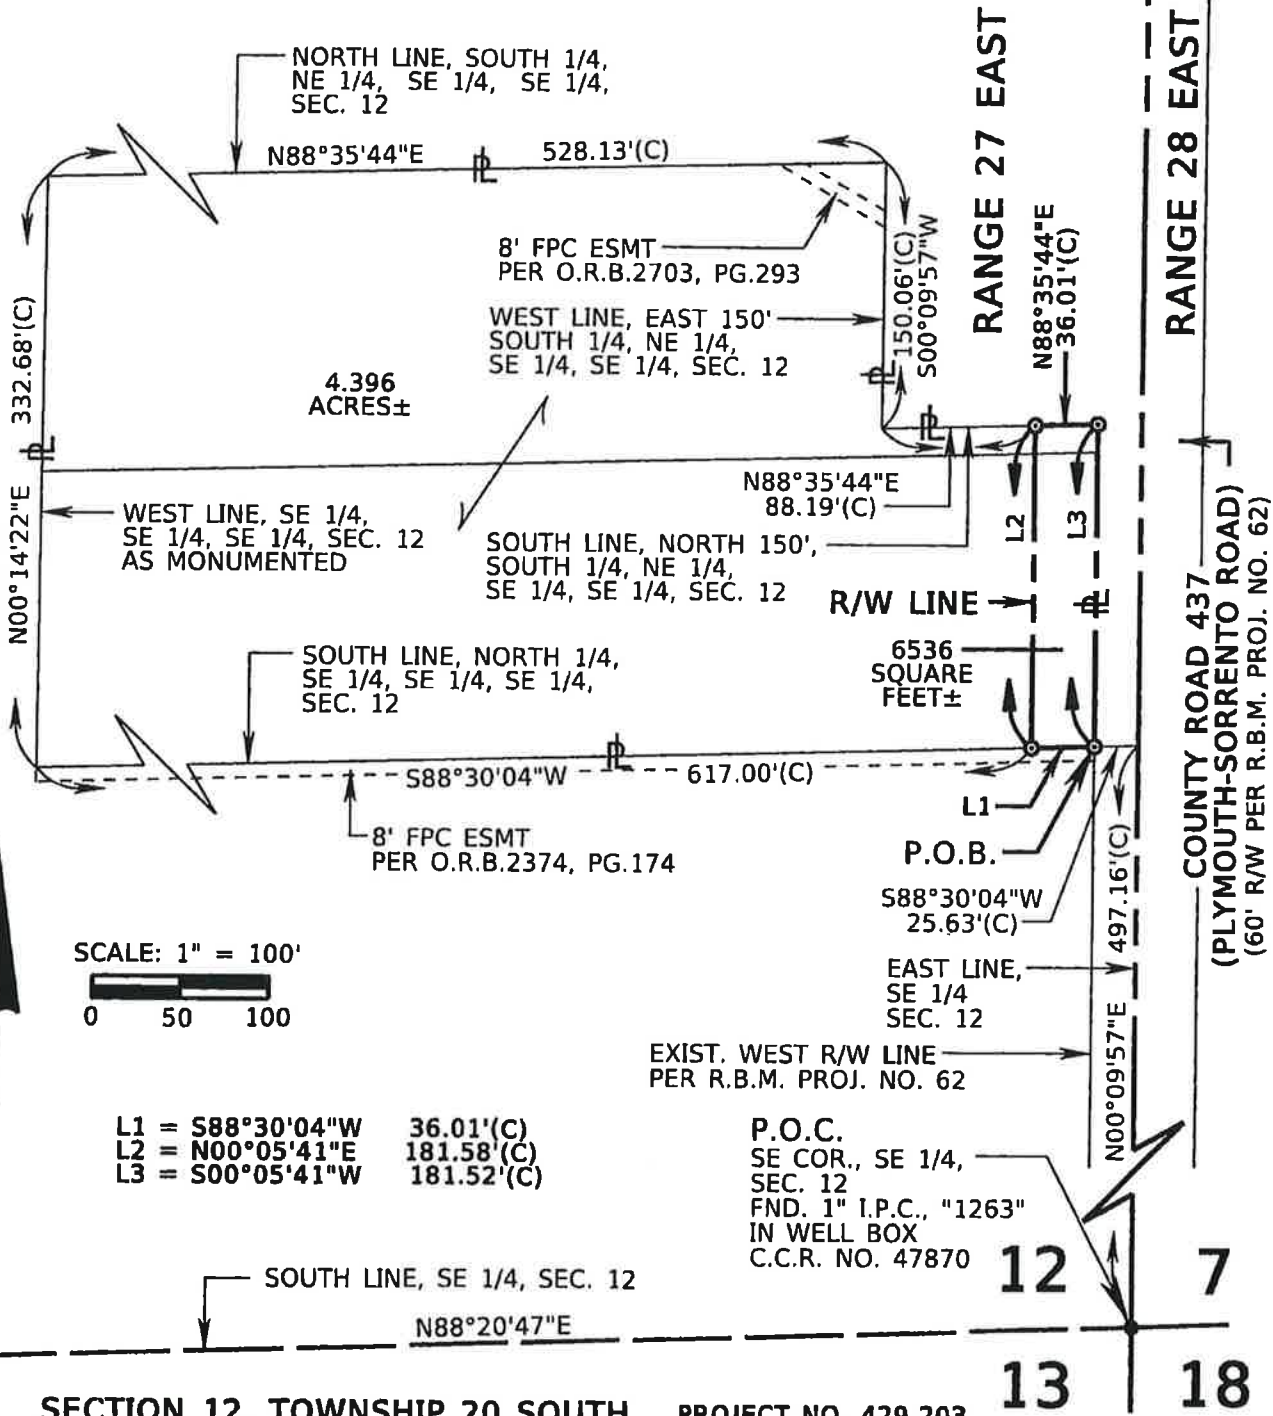 NORTH LINE, SOUTH 1/4,
NE 1/4, SE 1/4, SE 1/4,
SEC. 12
N88°35'44"E
528.13'(C)
RANGE 27 EAST
RANGE 28 EAST
8' FPC ESMT
PER O.R.B.2703, PG.293
150.06'(C)
S00°09'57"W
N88°35'44"E
36.01'(C)
WEST LINE, EAST 150'
SOUTH 1/4, NE 1/4,
SE 1/4, SE 1/4, SEC. 12
332.68'(C)
N00°14'22"E
4.396
ACRES±
N88°35'44"E
88.19'(C)
WEST LINE, SE 1/4,
SE 1/4, SE 1/4, SEC. 12
AS MONUMENTED
SOUTH LINE, NORTH 150',
SOUTH 1/4, NE 1/4,
SE 1/4, SE 1/4, SEC. 12
L2
L3
R/W LINE
6536
SQUARE
FEET±
SOUTH LINE, NORTH 1/4,
SE 1/4, SE 1/4, SE 1/4,
SEC. 12
COUNTY ROAD 437
(PLYMOUTH-SORRENTO ROAD)
(60' R/W PER R.B.M. PROJ. NO. 62)
S88°30'04"W
617.00'(C)
L1
P.O.B.
8' FPC ESMT
PER O.R.B.2374, PG.174
S88°30'04"W
25.63'(C)
497.16'(C)
N00°09'57"E
SCALE: 1" = 100'
0 50 100
EAST LINE,
SE 1/4
SEC. 12
EXIST. WEST R/W LINE
PER R.B.M. PROJ. NO. 62
L1 = S88°30'04"W 36.01'(C)
L2 = N00°05'41"E 181.58'(C)
L3 = S00°05'41"W 181.52'(C)
P.O.C.
SE COR., SE 1/4,
SEC. 12
FND. 1" I.P.C., "1263"
IN WELL BOX
C.C.R. NO. 47870
12
7
SOUTH LINE, SE 1/4, SEC. 12
N88°20'47"E
13
18
SECTION 12, TOWNSHIP 20 SOUTH PROJECT NO. 429.203